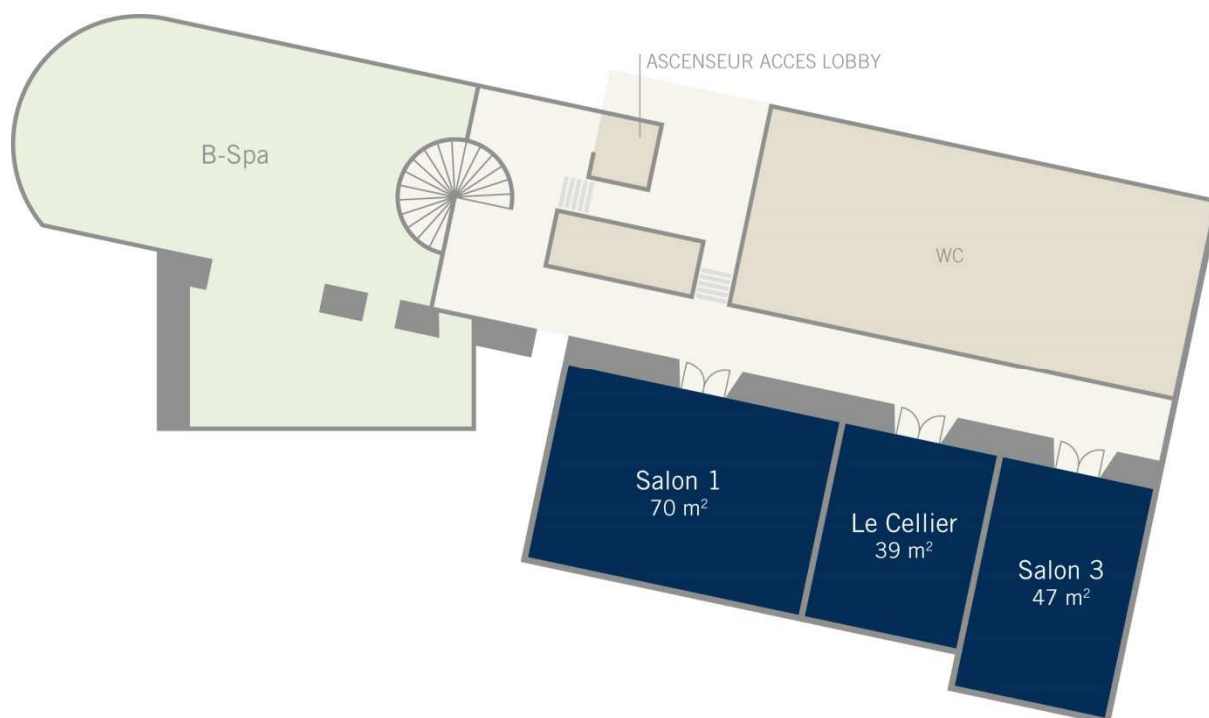 ASCENSEUR ACCES LOBBY
B-Spa
WC
Salon 1
70 m²
Le Cellier
39 m²
Salon 3
47 m²